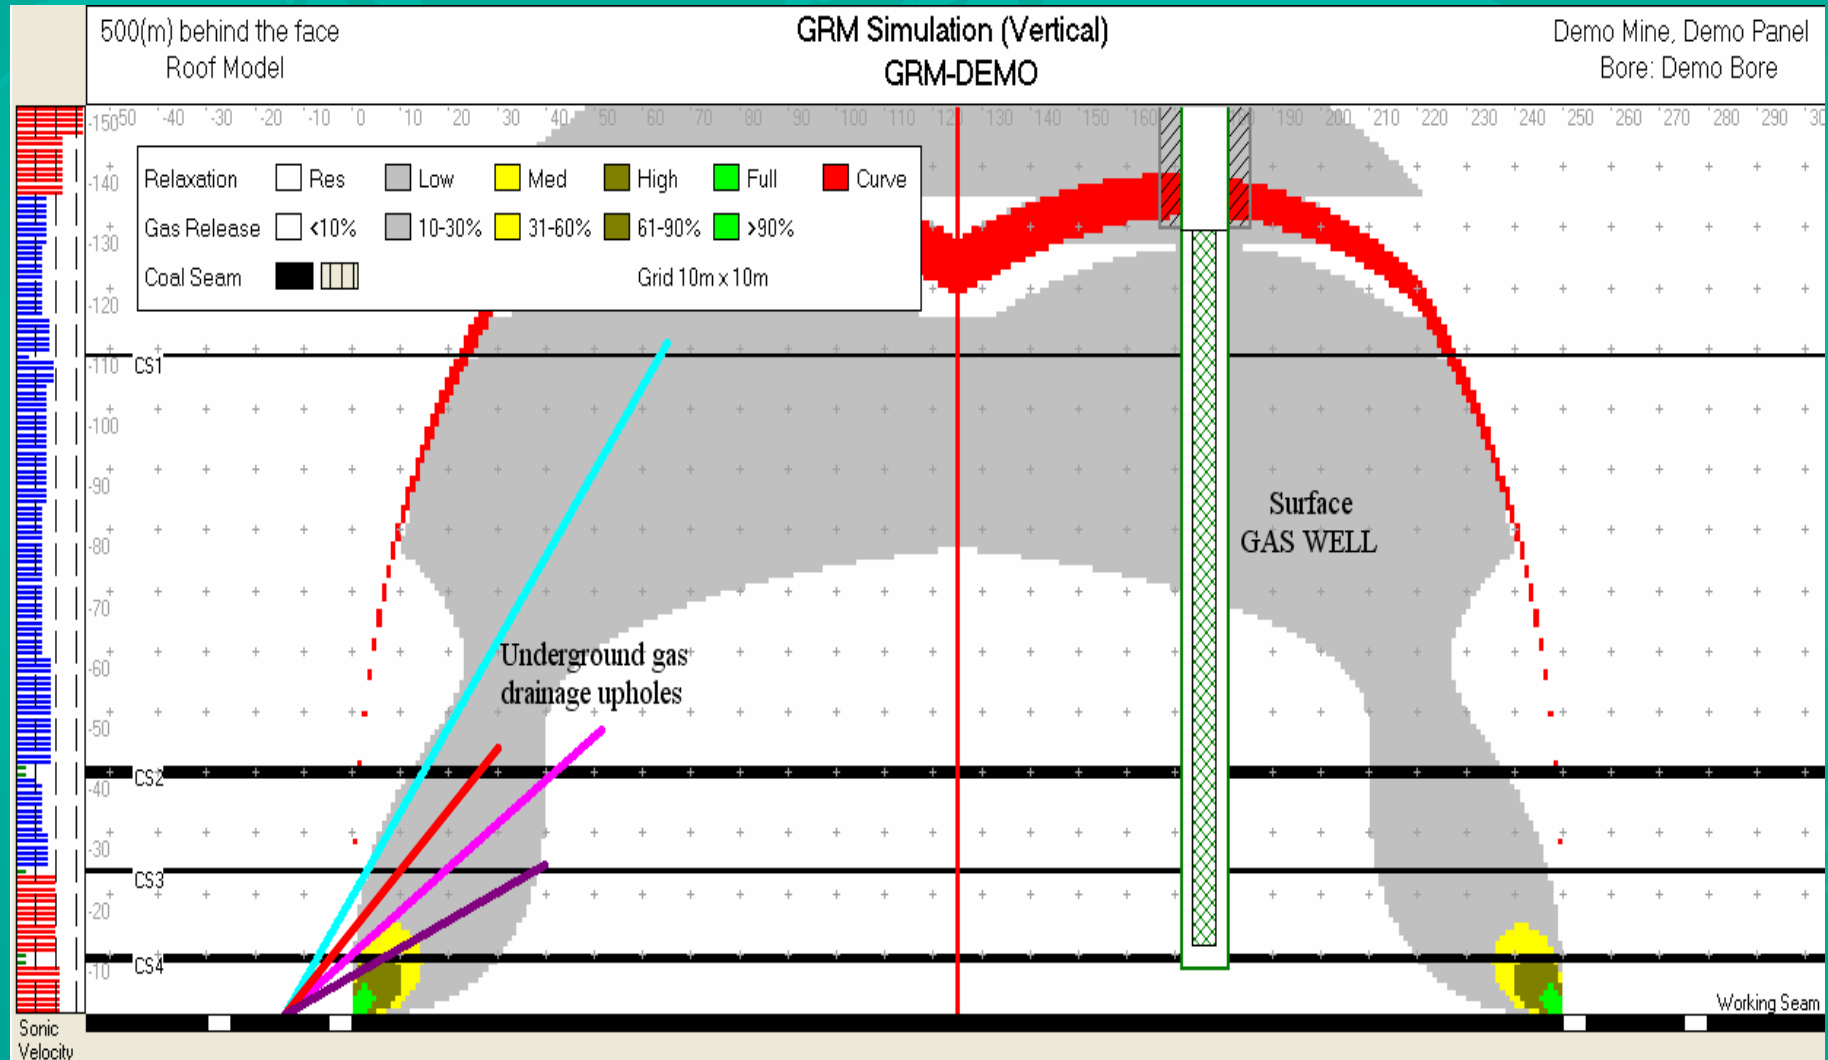 500(m) behind the face
Roof Model
GRM Simulation (Vertical)
GRM-DEMO
Demo Mine, Demo Panel
Bore: Demo Bore
-40 -30 -20 -10 0 10 20 30 40 50 60 70 80 90 100 110 120 130 140 150 190 200 210 220 230 240 250 260 270 280 290
Relaxation Res Low Med High Full Curve
Gas Release <10% 10-30% 31-60% 61-90% >90%
Coal Seam Grid 10m x 10m
-150
-140
-130
-120
-110
CS1
-100
-90
Surface
GAS WELL
-80
-70
-60
Underground gas
drainage upholes
-50
CS2
-40
-30
CS3
-20
CS4
-10
Working Seam
Sonic
Velocity